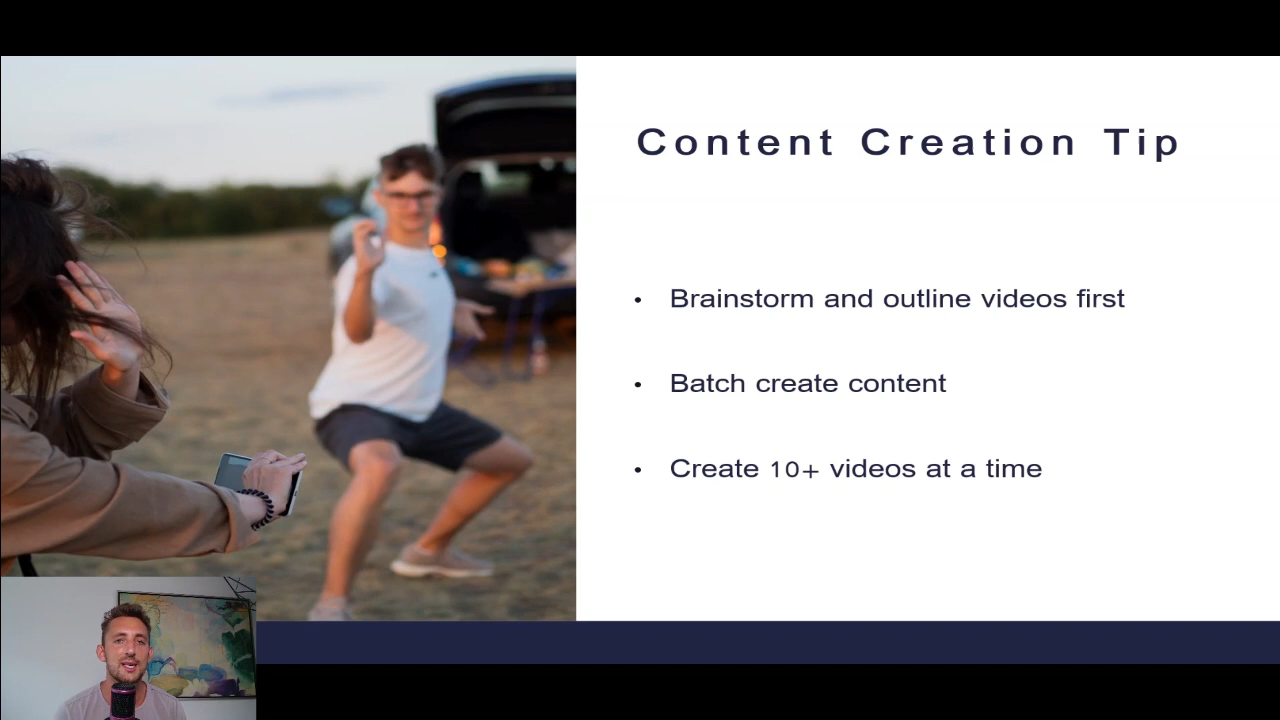 Content Creation Tip
• Brainstorm and outline videos first
• Batch create content
• Create 10+ videos at a time